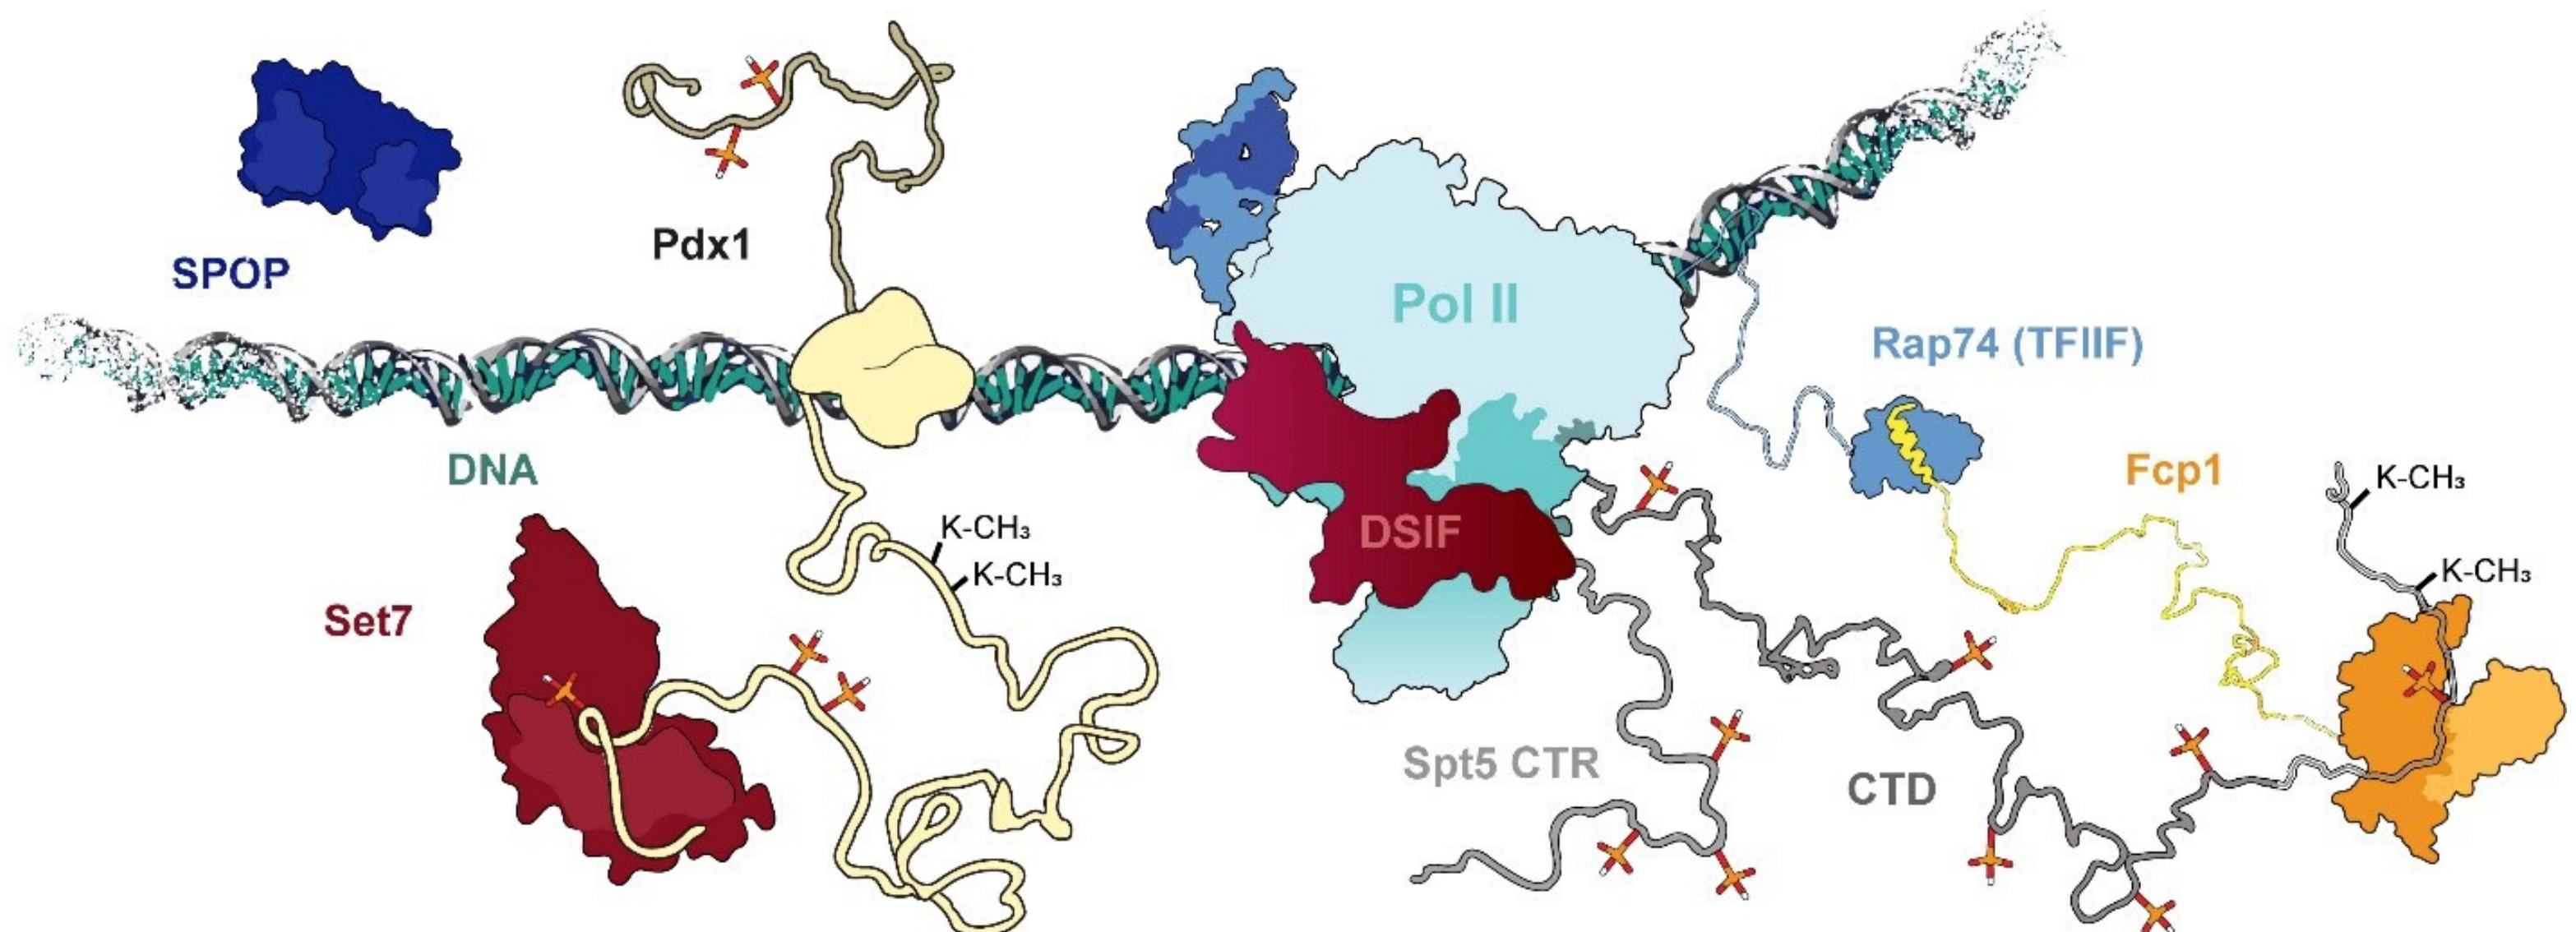 SPOP
Pdx1
Pol II
Rap74 (TFIIF)
DNA
Fcp1
K-CH₃
K-CH₃
K-CH₃
K-CH₃
DSIF
Set7
Spt5 CTR
CTD